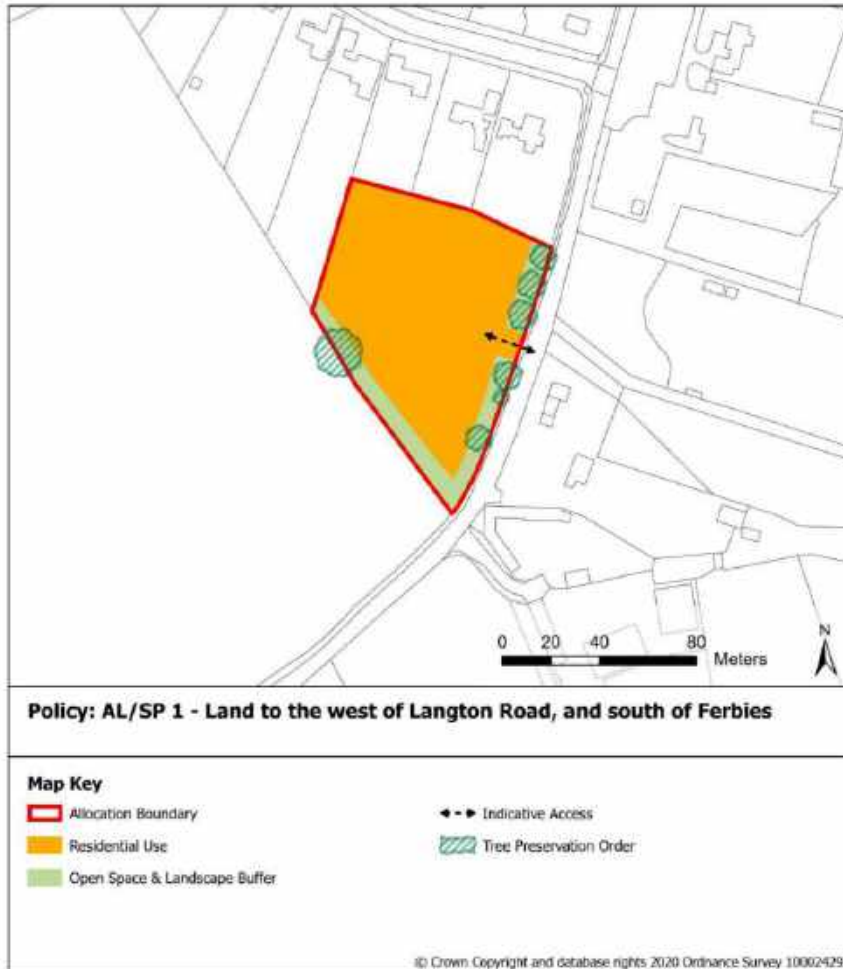 N
0 20 40 80
Meters
Policy: AL/SP 1 - Land to the west of Langton Road, and south of Ferbies
Map Key
Allocation Boundary
Indicative Access
Residential Use
Tree Preservation Order
Open Space & Landscape Buffer
© Crown Copyright and database rights 2020 Ordnance Survey 10002429